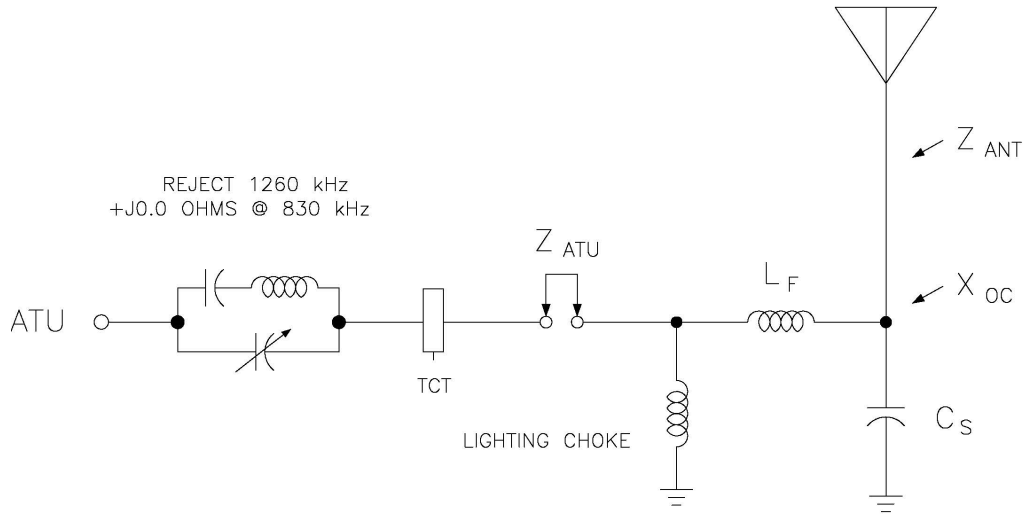 Z ANT
REJECT 1260 kHz
+J0.0 OHMS @ 830 kHz
Z ATU
L F
X OC
ATU
TCT
LIGHTING CHOKE
C S